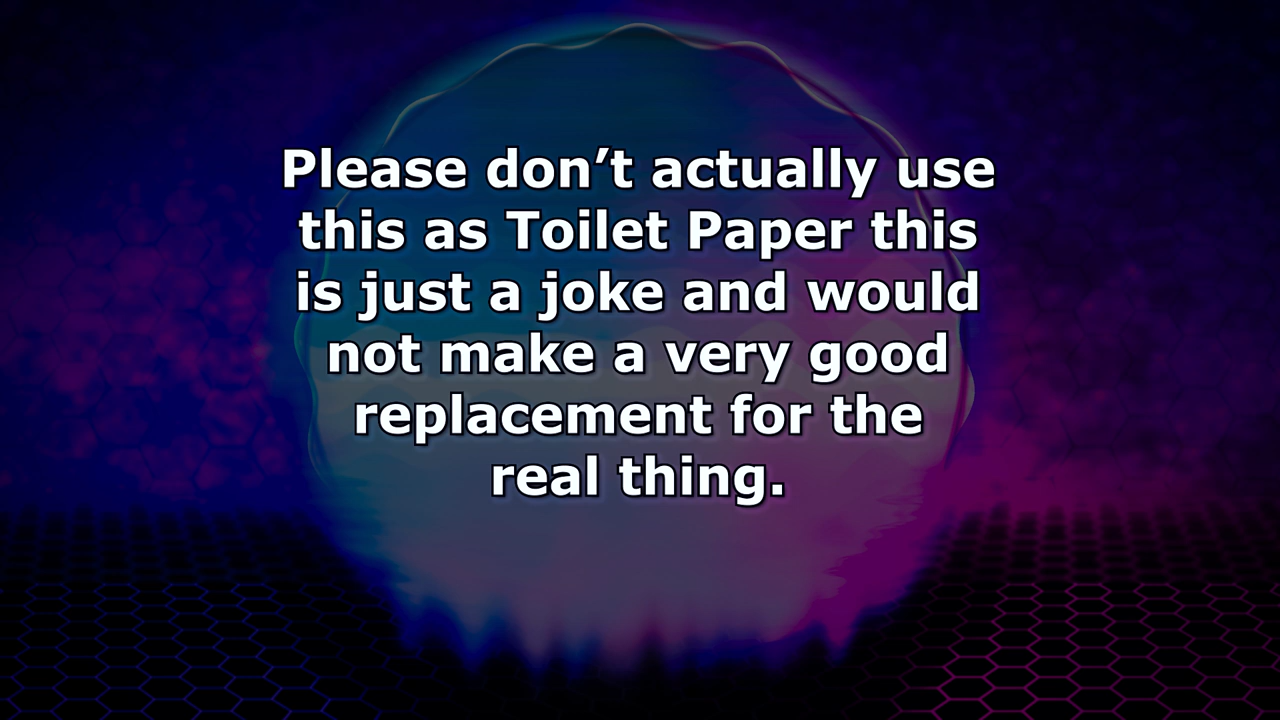 Please don’t actually use
this as Toilet Paper this
is just a joke and would
not make a very good
replacement for the
real thing.